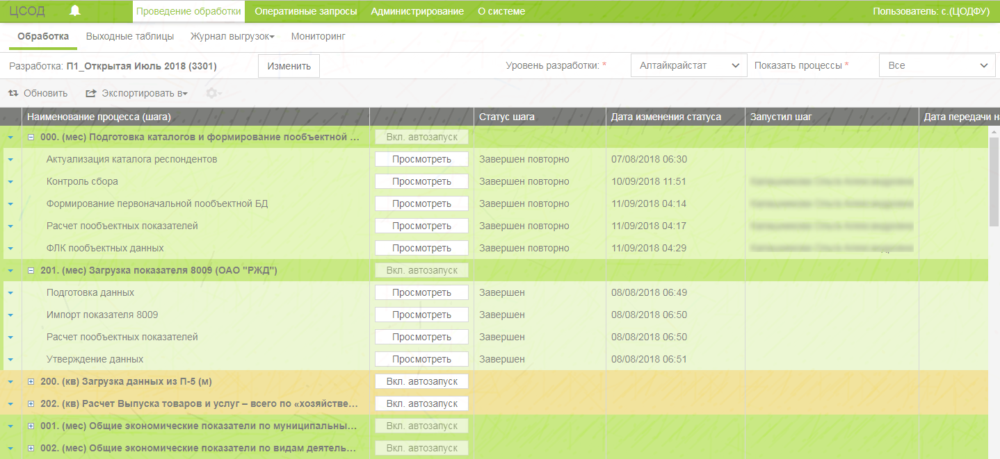 ЦСОД Проведение обработки Оперативные запросы Администрирование О системе Пользователь: с.(ЦОДФУ)
Обработка Выходные таблицы Журнал выгрузок Мониторинг
Разработка: П1_Открытая Июль 2018 (3301) Изменить Уровень разработки: * Алтайкрайстат Показать процессы * Все
Обновить Экспортировать в
Наименование процесса (шага) Статус шага Дата изменения статуса Запустил шаг Дата передачи н
000. (мес) Подготовка каталогов и формирование пообъектной ... Вкл. автозапуск
Актуализация каталога респондентов Просмотреть Завершен повторно 07/08/2018 06:30
Контроль сбора Просмотреть Завершен повторно 10/09/2018 11:51
Формирование первоначальной пообъектной БД Просмотреть Завершен повторно 11/09/2018 04:14
Расчет пообъектных показателей Просмотреть Завершен повторно 11/09/2018 04:17
ФЛК пообъектных данных Просмотреть Завершен повторно 11/09/2018 04:29
201. (мес) Загрузка показателя 8009 (ОАО "РЖД") Вкл. автозапуск
Подготовка данных Просмотреть Завершен 08/08/2018 06:49
Импорт показателя 8009 Просмотреть Завершен 08/08/2018 06:50
Расчет пообъектных показателей Просмотреть Завершен 08/08/2018 06:50
Утверждение данных Просмотреть Завершен 08/08/2018 06:51
200. (кв) Загрузка данных из П-5 (м) Вкл. автозапуск
202. (кв) Расчет Выпуска товаров и услуг – всего по «хозяйстве... Вкл. автозапуск
001. (мес) Общие экономические показатели по муниципальны... Вкл. автозапуск
002. (мес) Общие экономические показатели по видам деятель... Вкл. автозапуск